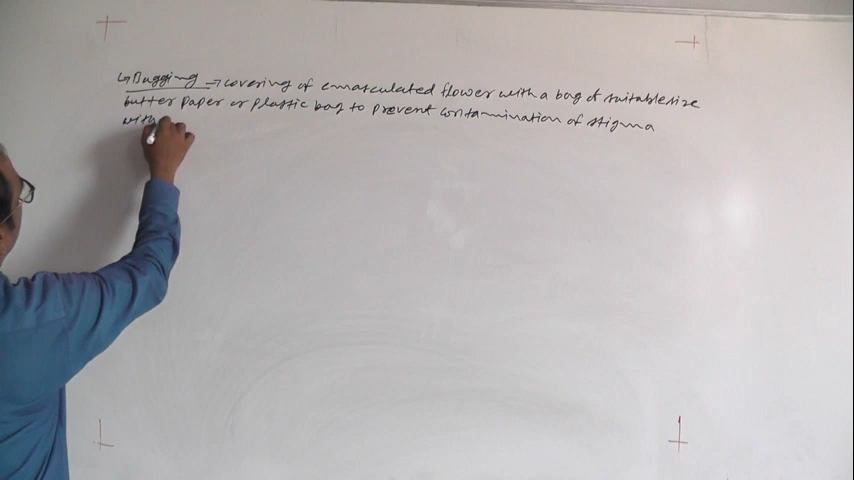 ↳ Bagging → covering of emasculated flower with a bag of suitable size
butter paper or plastic bag to prevent contamination of stigma
with